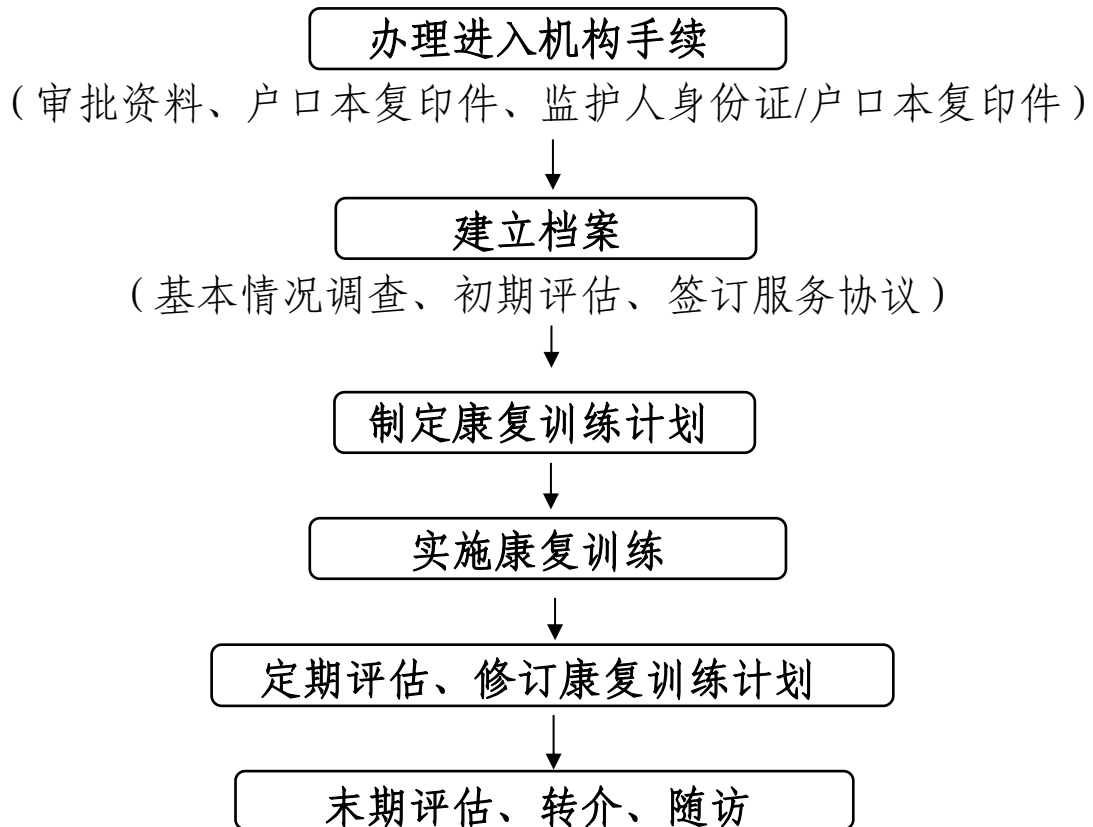 办理进入机构手续
（审批资料、户口本复印件、监护人身份证/户口本复印件）
建立档案
（基本情况调查、初期评估、签订服务协议）
制定康复训练计划
实施康复训练
定期评估、修订康复训练计划
末期评估、转介、随访